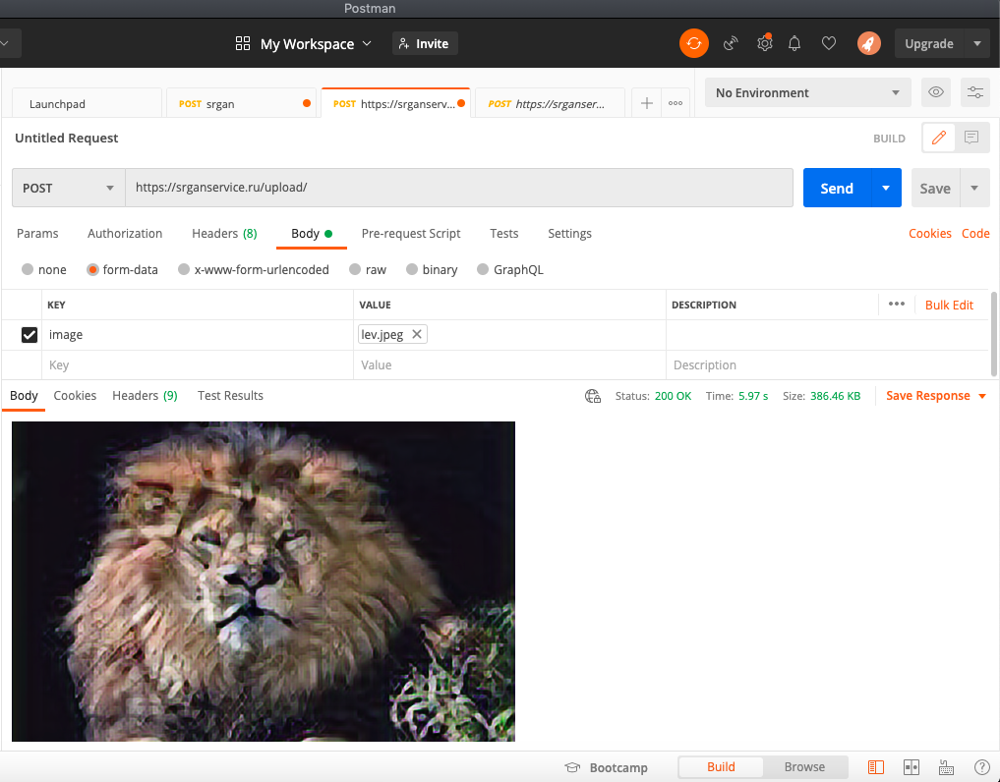 Postman
My Workspace
Invite
Upgrade
Launchpad
POST srgan
POST https://srganserv...
POST https://srganser...
No Environment
Untitled Request
BUILD
POST
https://srganservice.ru/upload/
Send
Save
Params
Authorization
Headers (8)
Body
Pre-request Script
Tests
Settings
Cookies
Code
none
form-data
x-www-form-urlencoded
raw
binary
GraphQL
KEY
VALUE
DESCRIPTION
Bulk Edit
image
lev.jpeg
Key
Value
Description
Body
Cookies
Headers (9)
Test Results
Status: 200 OK
Time: 5.97 s
Size: 386.46 KB
Save Response
Bootcamp
Build
Browse